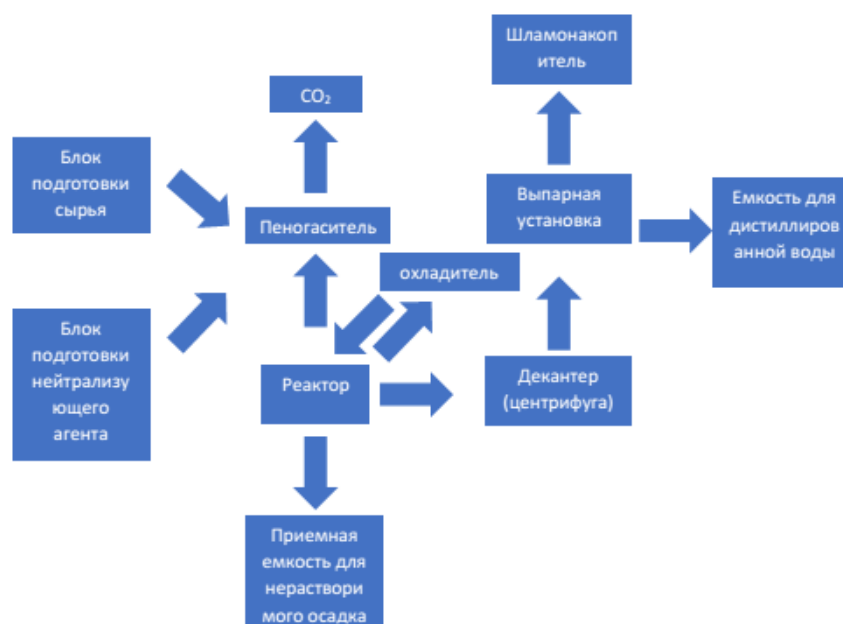 Шламонакоп
итель
CO₂
Блок
подготовки
сырья
Пеногаситель
Выпарная
установка
Емкость для
дистиллиров
анной воды
охладитель
Блок
подготовки
нейтрализу
ющего
агента
Реактор
Декантер
(центрифуга)
Приемная
емкость для
нераствори
мого осадка